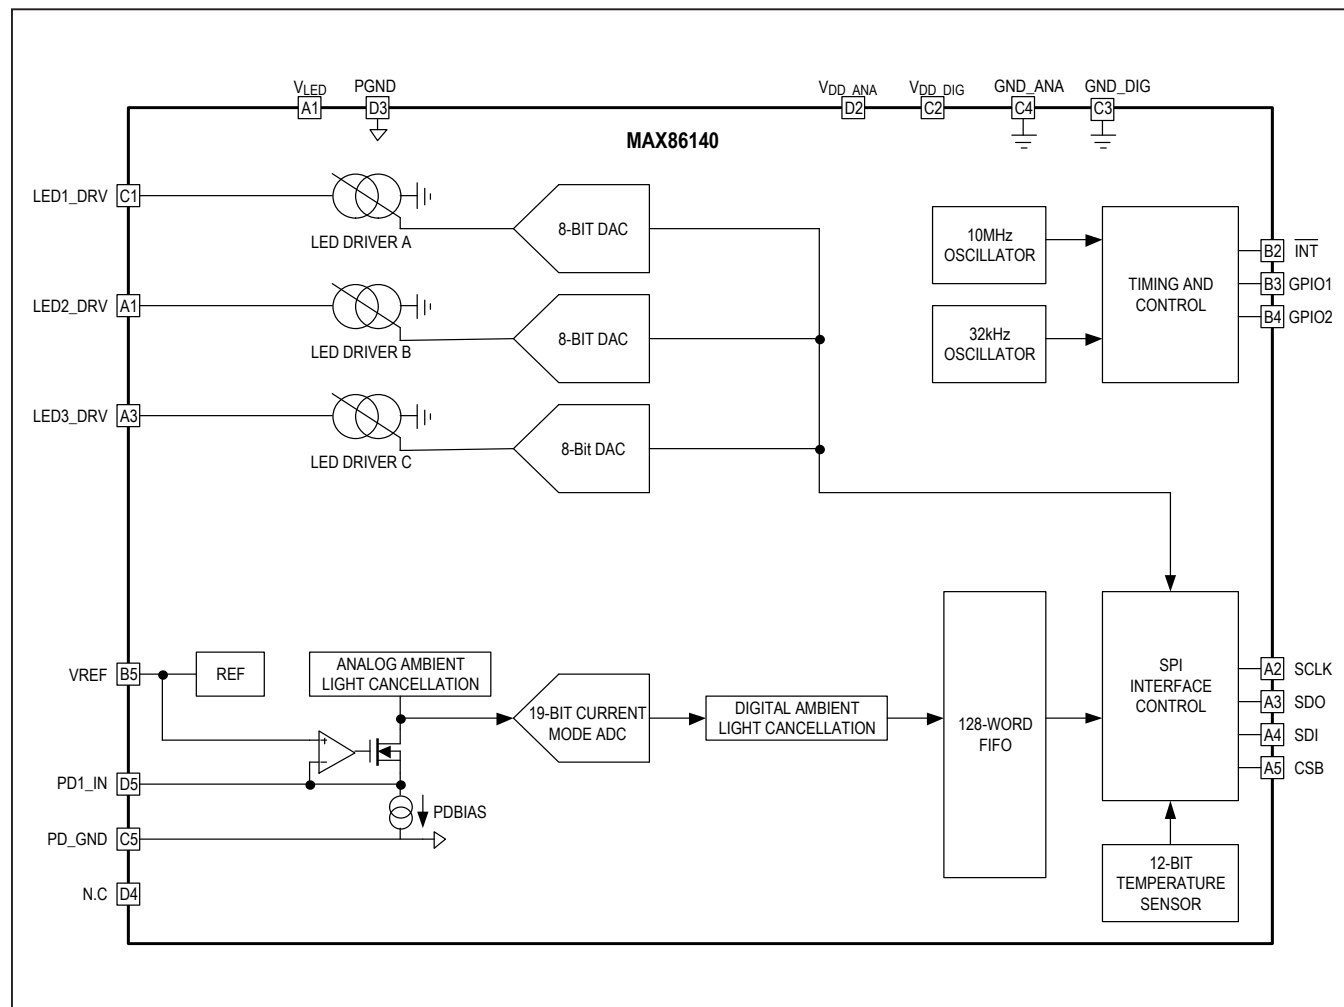 VLED
A1
PGND
D3
VDD_ANA
D2
VDD_DIG
C2
GND_ANA
C4
GND_DIG
C3
MAX86140
LED1_DRV
C1
LED DRIVER A
8-BIT DAC
LED2_DRV
A1
LED DRIVER B
8-BIT DAC
LED3_DRV
A3
LED DRIVER C
8-Bit DAC
10MHz
OSCILLATOR
32kHz
OSCILLATOR
TIMING AND
CONTROL
B2
INT
B3
GPIO1
B4
GPIO2
VREF
B5
REF
ANALOG AMBIENT
LIGHT CANCELLATION
19-BIT CURRENT
MODE ADC
DIGITAL AMBIENT
LIGHT CANCELLATION
128-WORD
FIFO
SPI
INTERFACE
CONTROL
A2
SCLK
A3
SDO
A4
SDI
A5
CSB
+
−
PD1_IN
D5
PDBIAS
PD_GND
C5
N.C
D4
12-BIT
TEMPERATURE
SENSOR